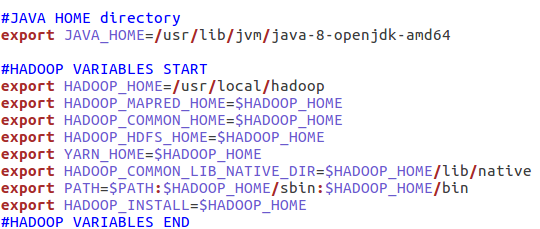 #JAVA HOME directory
export JAVA_HOME=/usr/lib/jvm/java-8-openjdk-amd64

#HADOOP VARIABLES START
export HADOOP_HOME=/usr/local/hadoop
export HADOOP_MAPRED_HOME=$HADOOP_HOME
export HADOOP_COMMON_HOME=$HADOOP_HOME
export HADOOP_HDFS_HOME=$HADOOP_HOME
export YARN_HOME=$HADOOP_HOME
export HADOOP_COMMON_LIB_NATIVE_DIR=$HADOOP_HOME/lib/native
export PATH=$PATH:$HADOOP_HOME/sbin:$HADOOP_HOME/bin
export HADOOP_INSTALL=$HADOOP_HOME
#HADOOP VARIABLES END